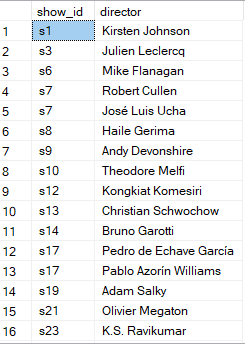 show_id director
1 s1 Kirsten Johnson
2 s3 Julien Leclercq
3 s6 Mike Flanagan
4 s7 Robert Cullen
5 s7 José Luis Ucha
6 s8 Haile Gerima
7 s9 Andy Devonshire
8 s10 Theodore Melfi
9 s12 Kongkiat Komesiri
10 s13 Christian Schwochow
11 s14 Bruno Garotti
12 s17 Pedro de Echave García
13 s17 Pablo Azorín Williams
14 s19 Adam Salky
15 s21 Olivier Megaton
16 s23 K.S. Ravikumar